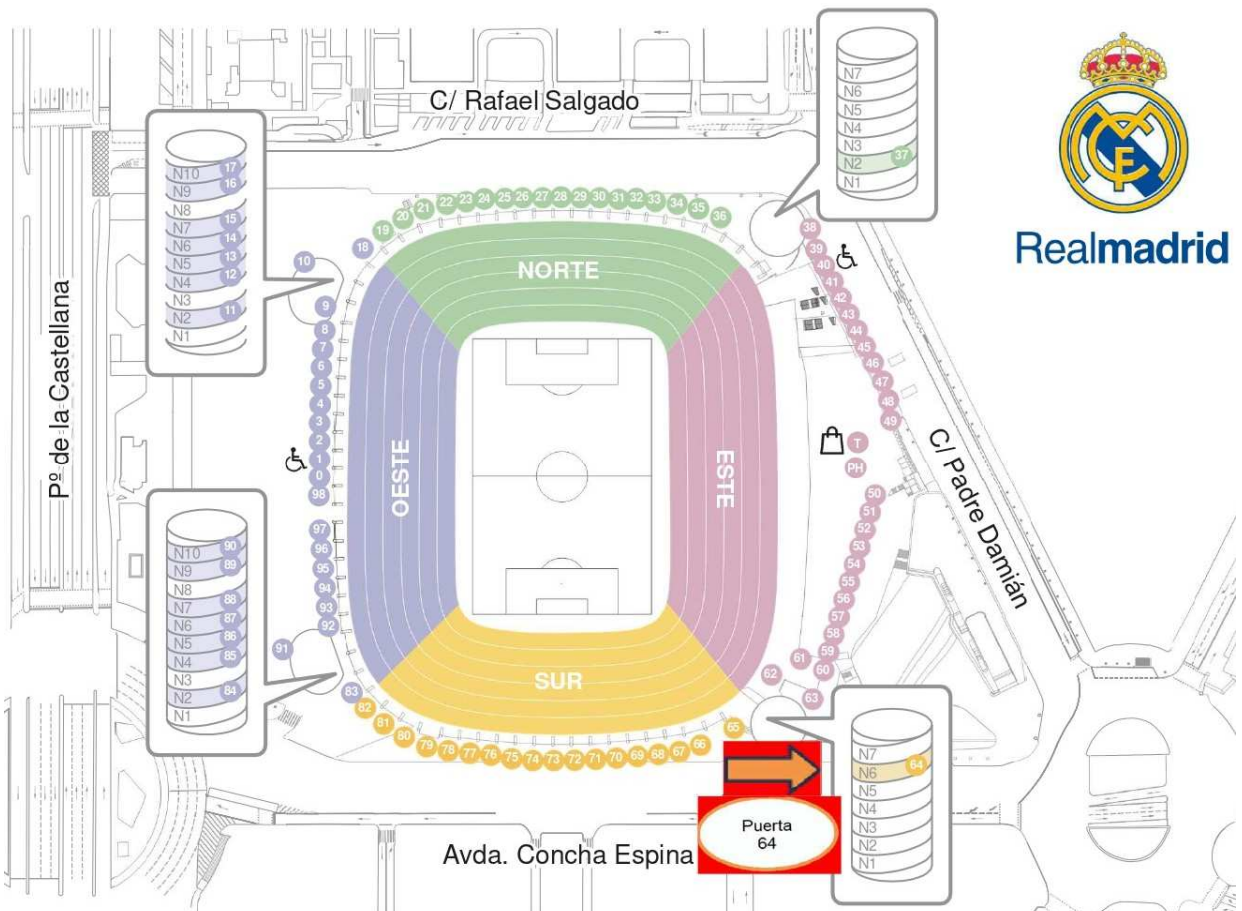 C/ Rafael Salgado
Pº de la Castellana
C/ Padre Damián
Avda. Concha Espina
Realmadrid
NORTE
OESTE
ESTE
SUR
N10 17
N9 16
N8
N7 15
N6 14
N5 13
N4 12
N3
N2 11
N1
N7
N6
N5
N4
N3
N2 37
N1
18 19 20 21 22 23 24 25 26 27 28 29 30 31 32 33 34 35 36
10
9
8
7
6
5
4
3
2
1
0
98
97
96
95
94
93
92
91
38
39
40
41
42
43
44
45
46
47
48
49
T
PH
50
51
52
53
54
55
56
57
58
59
60
61
62
63
N10 90
N9 89
N8
N7 88
N6 87
N5 86
N4 85
N3
N2 84
N1
83
82 81 80 79 78 77 76 75 74 73 72 71 70 69 68 67 66 65
N7
N6 64
N5
N4
N3
N2
N1
Puerta
64